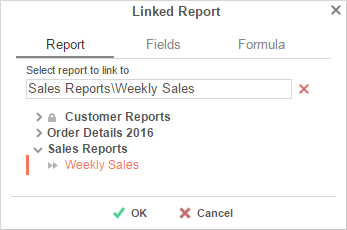 Linked Report
Report Fields Formula
Select report to link to
Sales Reports\Weekly Sales
Customer Reports
Order Details 2016
Sales Reports
Weekly Sales
OK Cancel